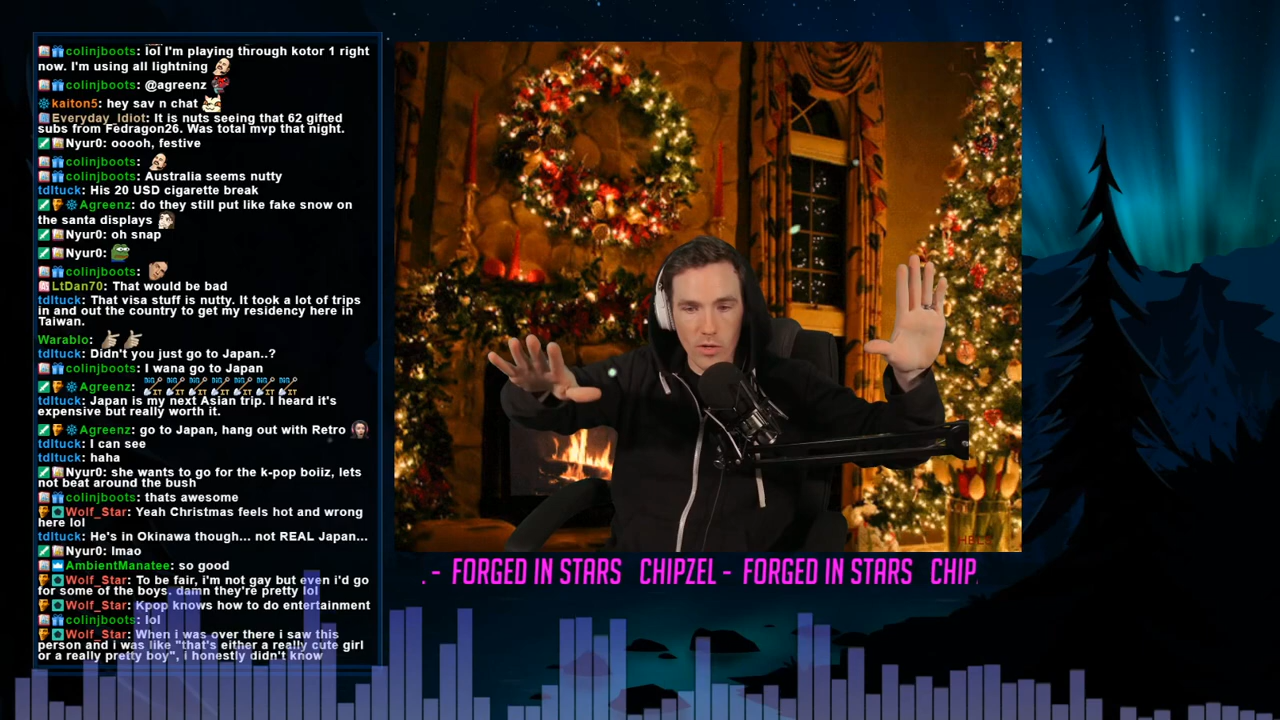 colinjboots: lol I'm playing through kotor 1 right
now. I'm using all lightning
colinjboots: @agreenz
kaiton5: hey sav n chat
Everyday_Idiot: It is nuts seeing that 62 gifted
subs from Fedragon26. Was total mvp that night.
Nyur0: ooooh, festive
colinjboots:
colinjboots: Australia seems nutty
tdltuck: His 20 USD cigarette break
Agreenz: do they still put like fake snow on
the santa displays
Nyur0: oh snap
Nyur0:
colinjboots:
LtDan70: That would be bad
tdltuck: That visa stuff is nutty. It took a lot of trips
in and out the country to get my residency here in
Taiwan.
Warablo:
tdltuck: Didn't you just go to Japan..?
colinjboots: I wana go to Japan
Agreenz:
tdltuck: Japan is my next Asian trip. I heard it's
expensive but really worth it.
Agreenz: go to Japan, hang out with Retro
tdltuck: I can see
tdltuck: haha
Nyur0: she wants to go for the k-pop boiiz, lets
not beat around the bush
colinjboots: thats awesome
Wolf_Star: Yeah Christmas feels hot and wrong
here lol
tdltuck: He's in Okinawa though... not REAL Japan...
Nyur0: lmao
AmbientManatee: so good
Wolf_Star: To be fair, i'm not gay but even i'd go
for some of the boys. damn they're pretty lol
Wolf_Star: Kpop knows how to do entertainment
colinjboots: lol
Wolf_Star: When i was over there i saw this
person and i was like "that's either a really cute girl
or a really pretty boy", i honestly didn't know
. - FORGED IN STARS CHIPZEL - FORGED IN STARS CHIP